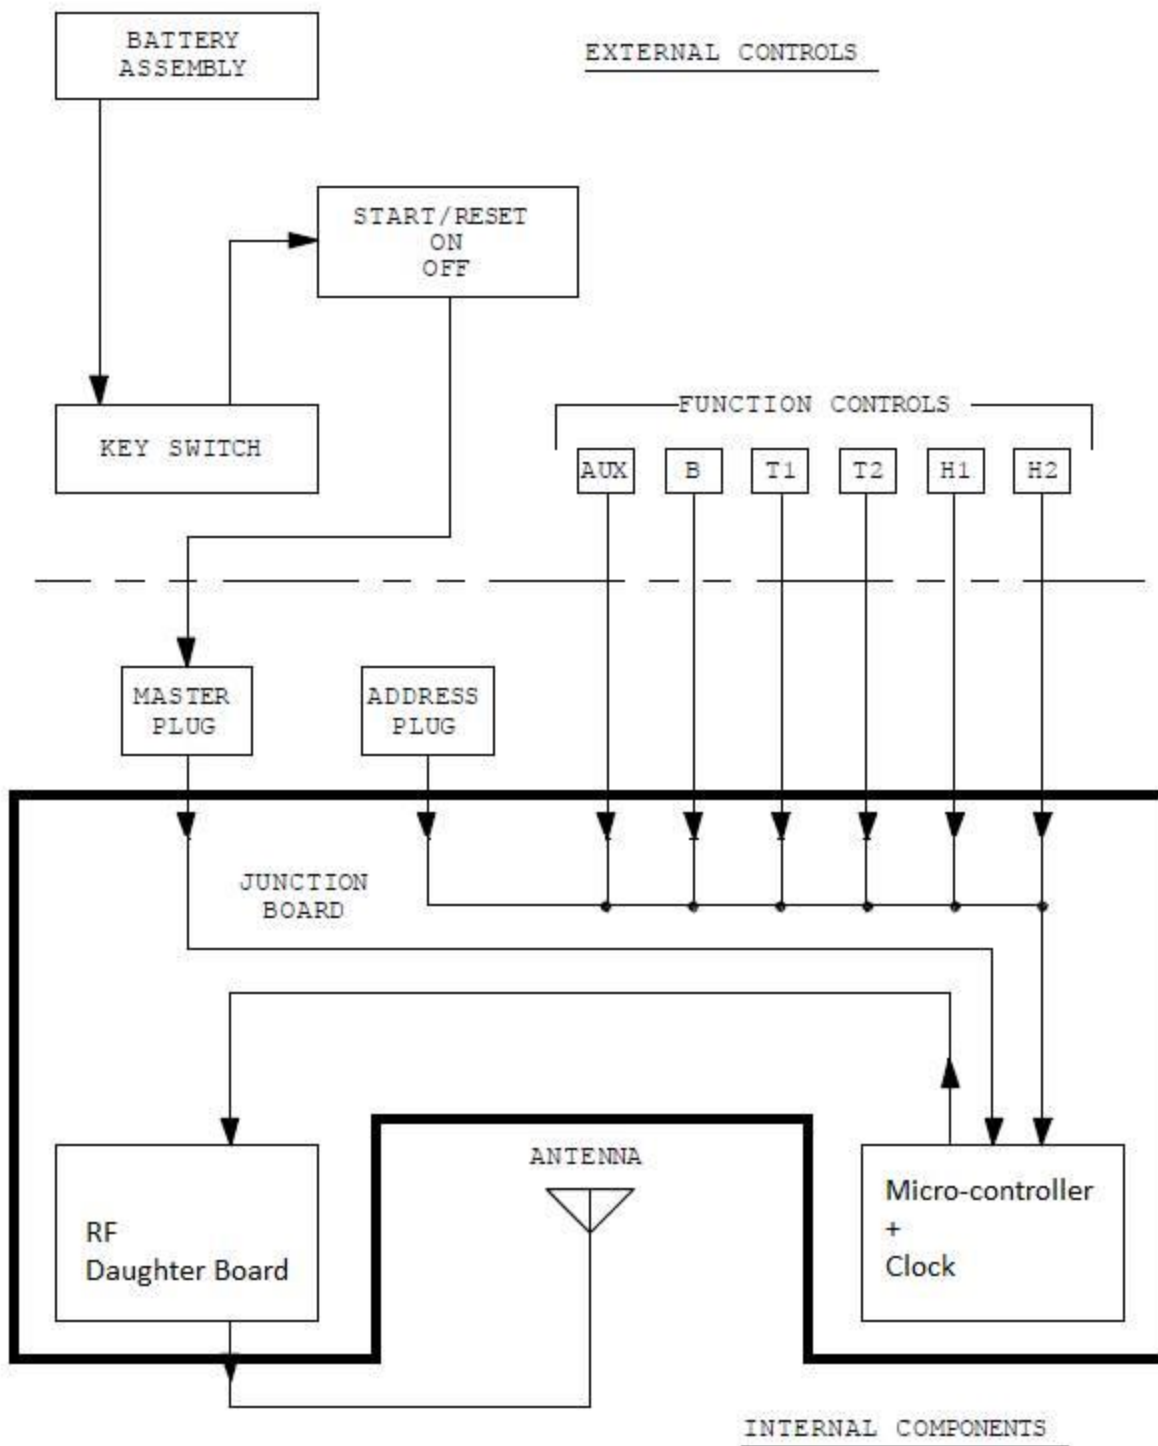 BATTERY
ASSEMBLY
EXTERNAL CONTROLS
START/RESET
ON
OFF
KEY SWITCH
FUNCTION CONTROLS
AUX B T1 T2 H1 H2
MASTER
PLUG
ADDRESS
PLUG
JUNCTION
BOARD
ANTENNA
RF
Daughter Board
Micro-controller
+
Clock
INTERNAL COMPONENTS